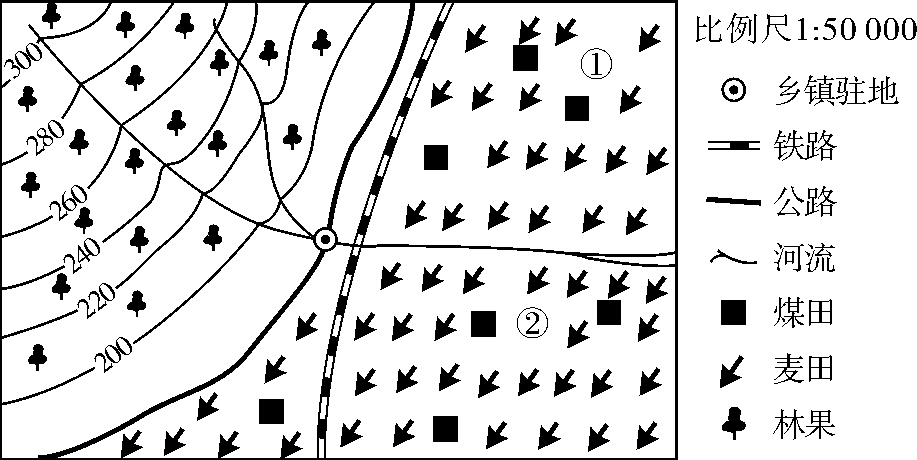 比例尺1:50 000
乡镇驻地
铁路
公路
河流
煤田
麦田
林果
300
280
260
240
220
200
①
②